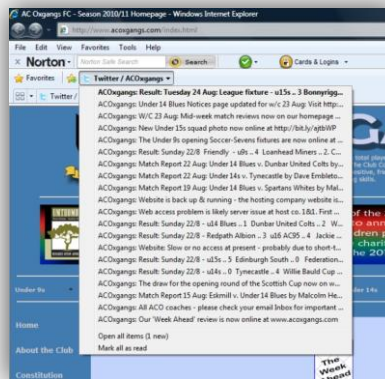 AC Oxgangs FC - Season 2010/11 Homepage - Windows Internet Explorer
http://www.acoxgangs.com/index.html
File Edit View Favorites Tools Help
x Norton Norton Safe Search Search Cards & Logins
Favorites Twitter / ACOxgangs
Twitter /
ACOxgangs: Result: Tuesday 24 Aug: League fixture - u15s .. 3 Bonnyrigg...
ACOxgangs: Under 14 Blues Notices page updated for w/c 23 Aug: Visit http:...
ACOxgangs: W/C 23 Aug: Mid-week match reviews now on our homepage ...
ACOxgangs: New Under 15s squad photo now online at http://bit.ly/ajtbWP
ACOxgangs: The Under 9s opening Soccer-Sevens fixtures are now online at ...
ACOxgangs: Result: Sunday 22/8 Friendly - u9s .. 4 Loanhead Miners .. 2. C...
ACOxgangs: Match Report 22 Aug: Under 14 Blues v. Dunbar United Colts by...
ACOxgangs: Match Report 22 Aug: Under 14s v. Tynecastle by Dave Embleto...
ACOxgangs: Match Report 19 Aug: Under 14 Blues v. Spartans Whites by Mal...
ACOxgangs: Website is back up & running - the hosting company website is...
ACOxgangs: Web access problem is likely server issue at host co. 1&1. First ...
ACOxgangs: Result: Sunday 22/8 - u14 Blues .. 1 Dunbar United Colts .. 2 W...
ACOxgangs: Result: Sunday 22/8 - Redpath Albion .. 3 u16 AC95 .. 4 Jackie ...
ACOxgangs: Website: Slow or no access at present - probably due to short-t...
ACOxgangs: Result: Sunday 22/8 - u15s .. 5 Edinburgh South .. 0 Federation...
ACOxgangs: Result: Sunday 22/8 - u14s .. 0 Tynecastle .. 4 Willie Bauld Cup ...
ACOxgangs: The draw for the opening round of the Scottish Cup now on w...
ACOxgangs: Match Report 15 Aug: Eskmill v. Under 14 Blues by Malcolm He...
ACOxgangs: All ACO coaches - please check your email Inbox for important ...
ACOxgangs: Our 'Week Ahead' review is now online at www.acoxgangs.com
Open all items (1 new)
Mark all as read
Under 9s
Under 14s
Home
About the Club
Constitution
The
Week
Ahead